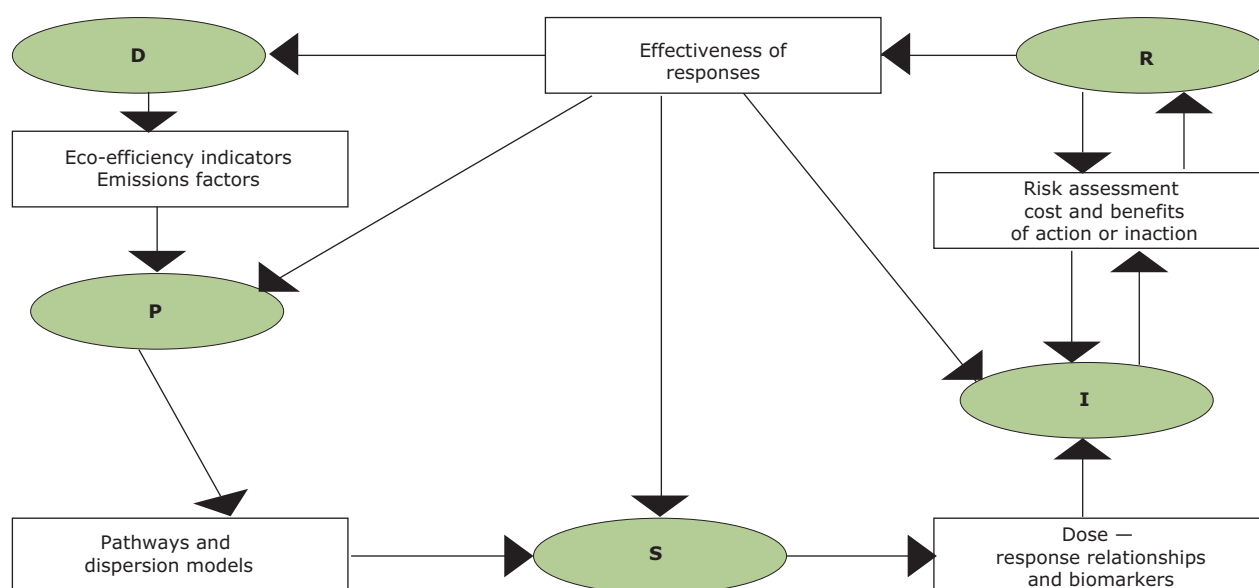 D
Effectiveness of
responses
R
Eco-efficiency indicators
Emissions factors
Risk assessment
cost and benefits
of action or inaction
P
I
Pathways and
dispersion models
S
Dose —
response relationships
and biomarkers